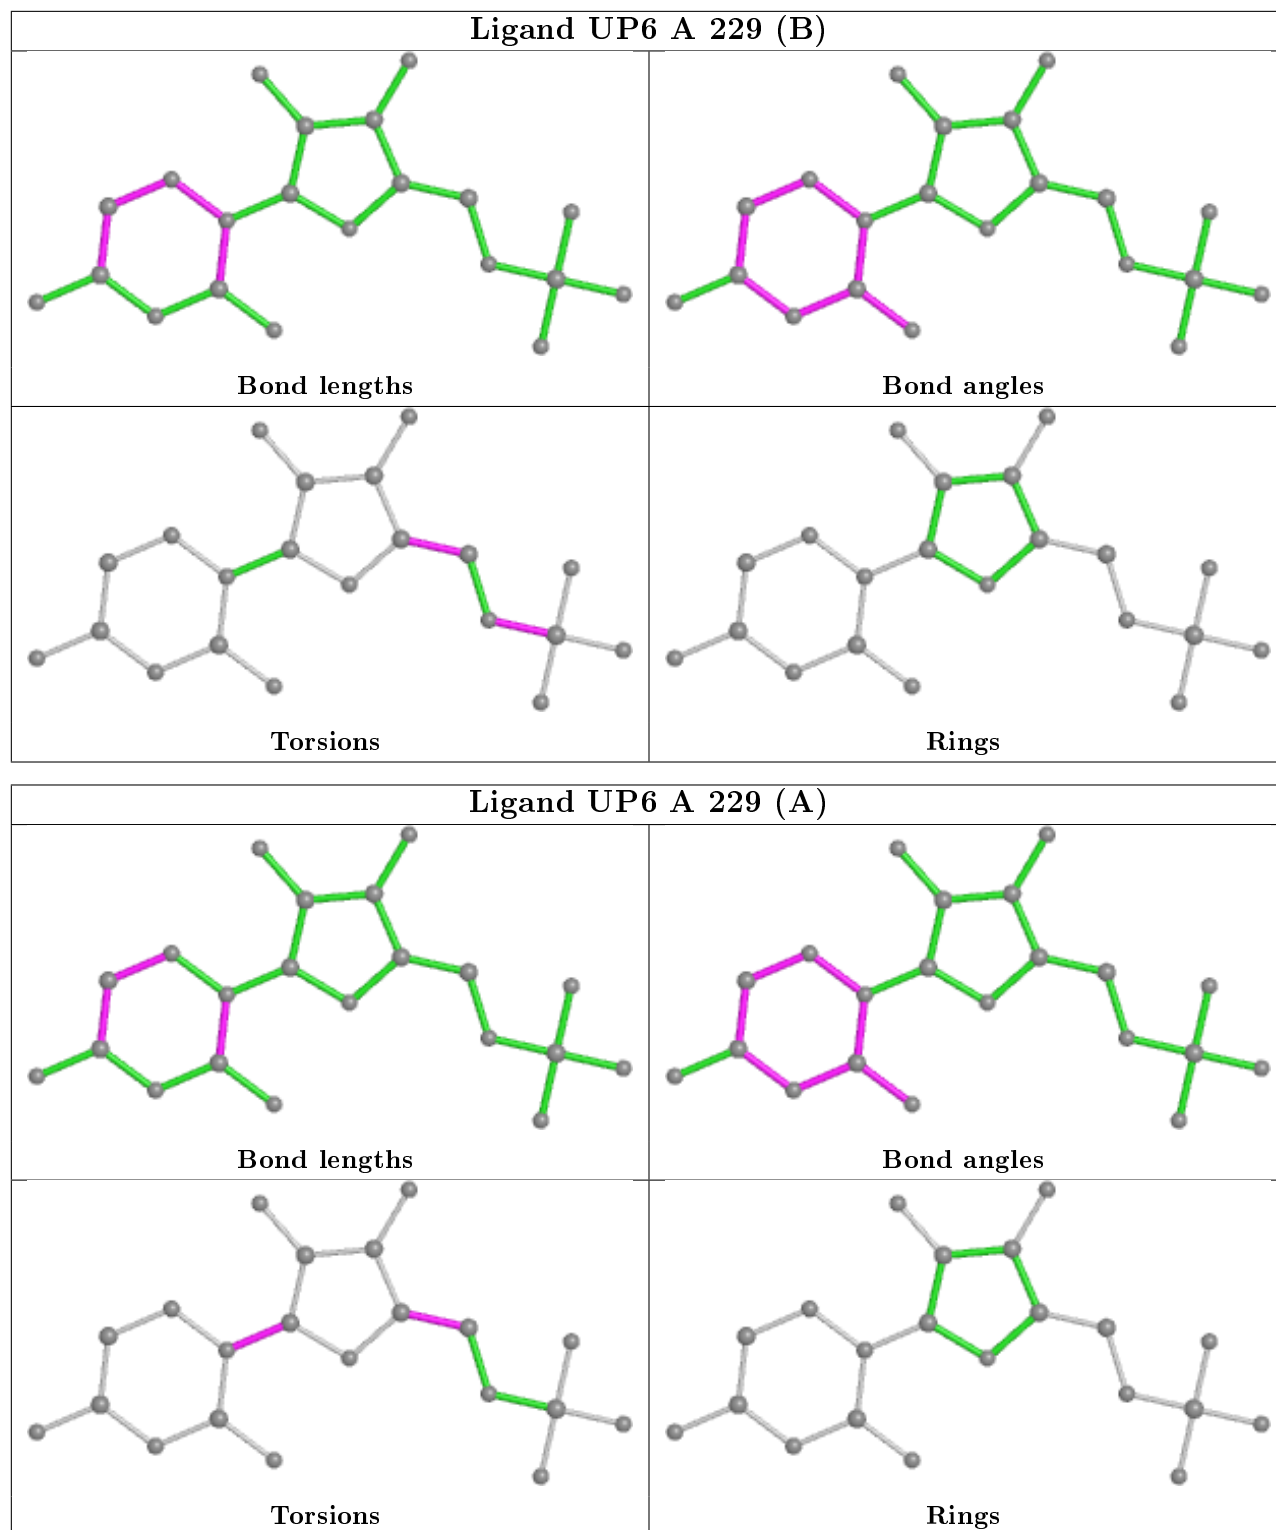 Ligand UP6 A 229 (B)
Bond lengths
Bond angles
Torsions
Rings
Ligand UP6 A 229 (A)
Bond lengths
Bond angles
Torsions
Rings